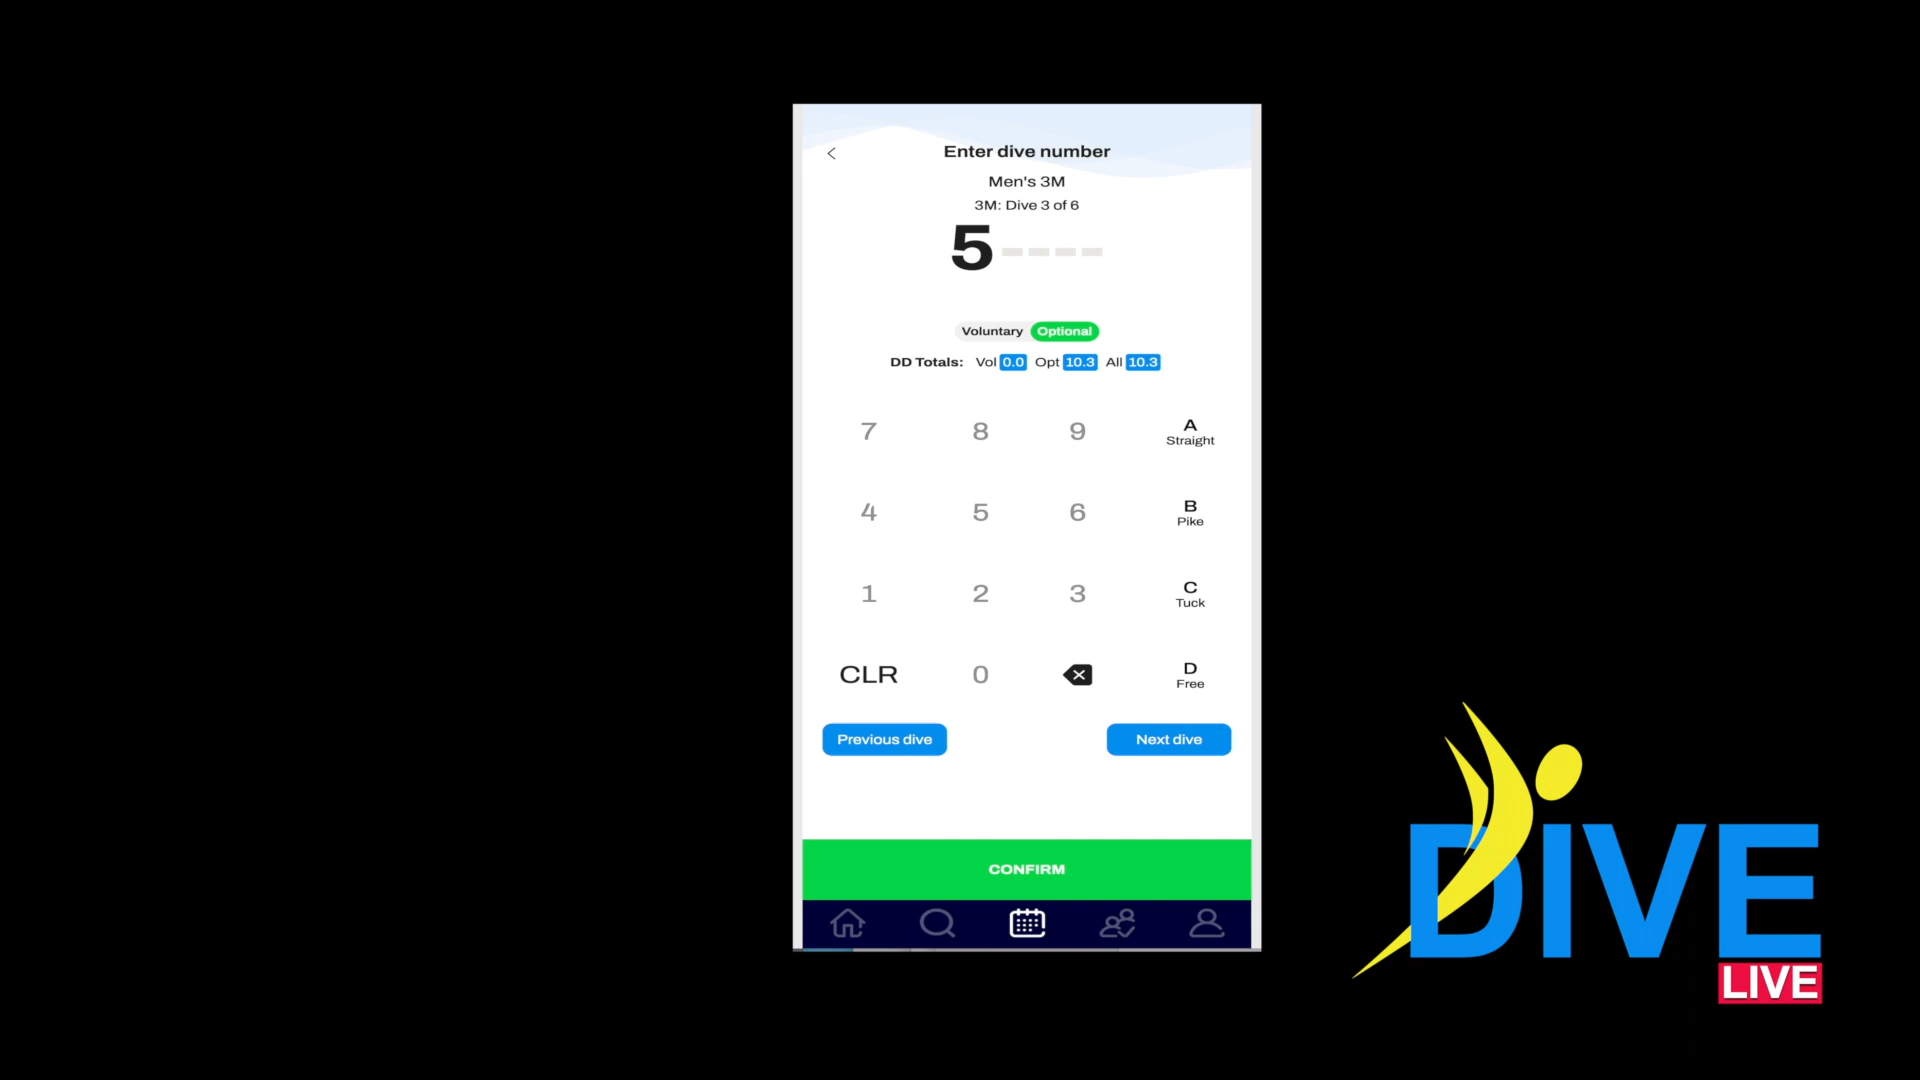 Enter dive number
Men's 3M
3M: Dive 3 of 6
5
Voluntary Optional
DD Totals: Vol 0.0 Opt 10.3 All 10.3
7 8 9 A
Straight
4 5 6 B
Pike
1 2 3 C
Tuck
CLR 0 D
Free
Previous dive Next dive
CONFIRM
DIVE
LIVE